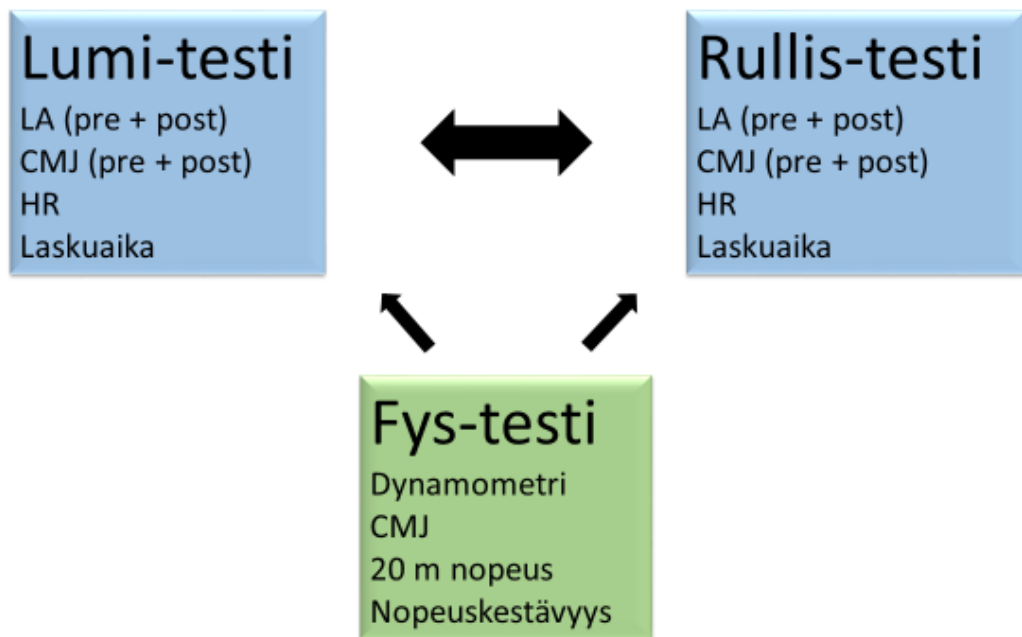 Lumi-testi
LA (pre + post)
CMJ (pre + post)
HR
Laskuaika
Rullis-testi
LA (pre + post)
CMJ (pre + post)
HR
Laskuaika
Fys-testi
Dynamometri
CMJ
20 m nopeus
Nopeuskestävyys